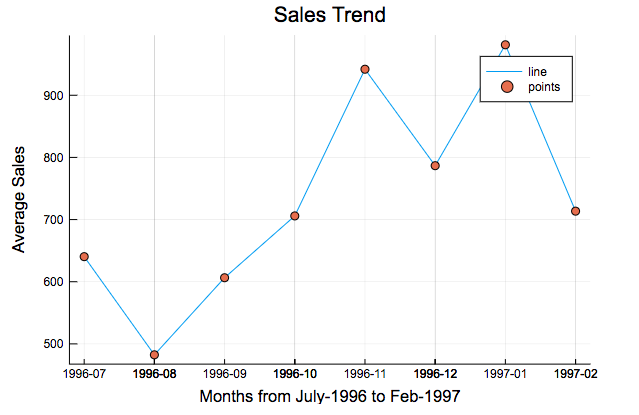 Sales Trend
Average Sales
900
800
700
600
500
line
points
1996-07 1996-08 1996-09 1996-10 1996-11 1996-12 1997-01 1997-02
Months from July-1996 to Feb-1997